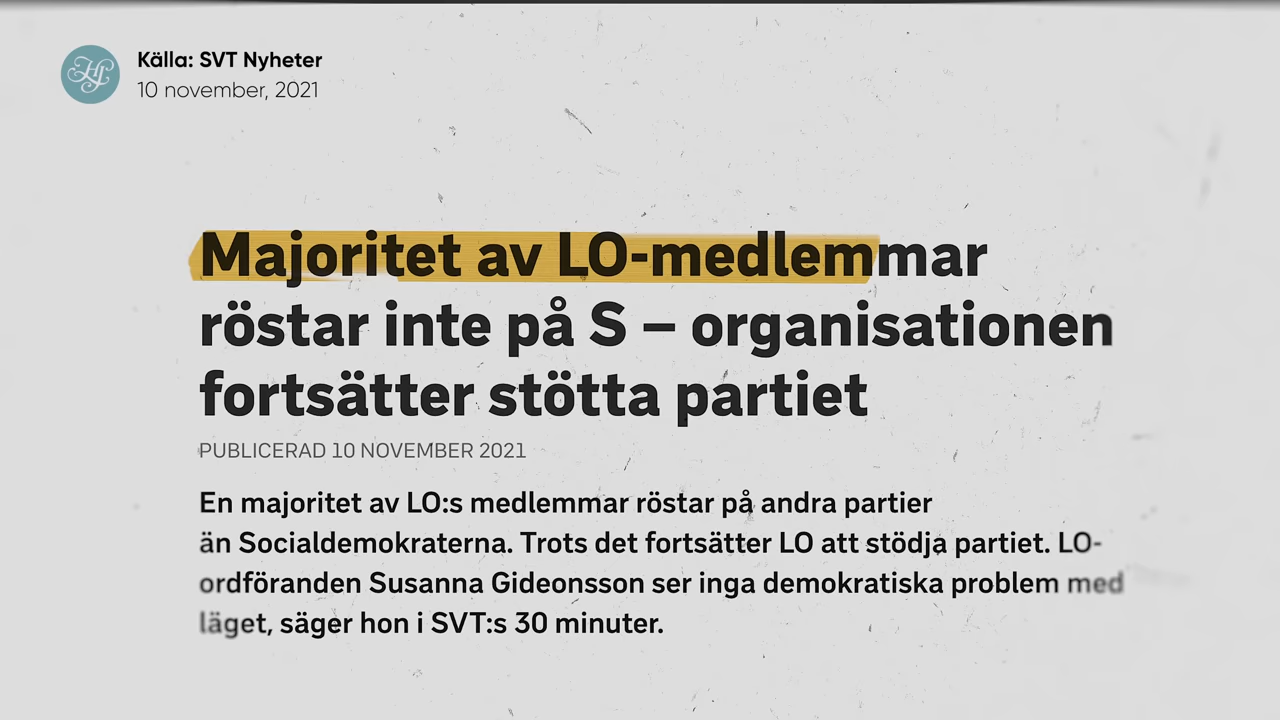 Källa: SVT Nyheter
10 november, 2021
Majoritet av LO-medlemmar
röstar inte på S – organisationen
fortsätter stötta partiet
PUBLICERAD 10 NOVEMBER 2021
En majoritet av LO:s medlemmar röstar på andra partier
än Socialdemokraterna. Trots det fortsätter LO att stödja partiet. LO-
ordföranden Susanna Gideonsson ser inga demokratiska problem med
läget, säger hon i SVT:s 30 minuter.